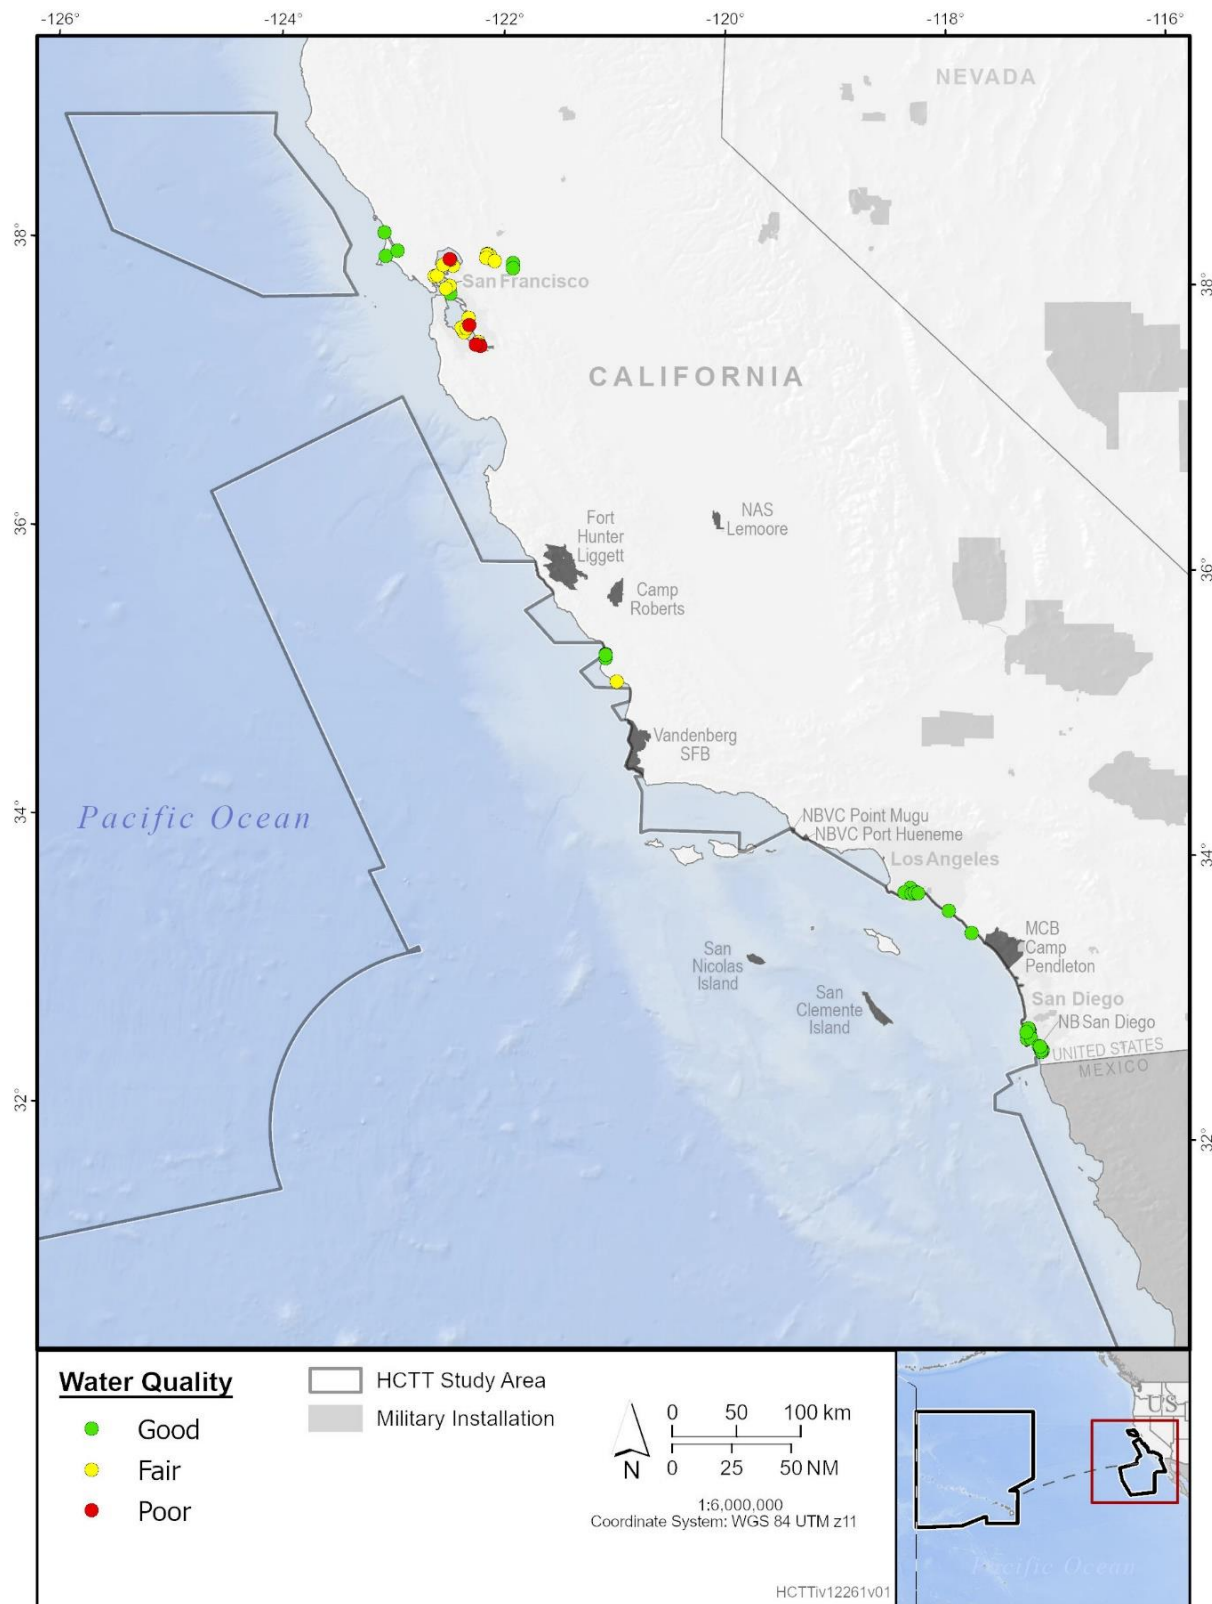 -126°
-124°
-122°
-120°
-118°
-116°
NEVADA
38°
38°
San Francisco
CALIFORNIA
36°
36°
Fort
Hunter
Liggett
NAS
Lemoore
Camp
Roberts
Vandenberg
SFB
Pacific Ocean
34°
34°
NBVC Point Mugu
NBVC Port Hueneme
Los Angeles
MCB
Camp
Pendleton
San
Nicolas
Island
San
Clemente
Island
San Diego
NB San Diego
UNITED STATES
MEXICO
32°
32°
Water Quality
Good
Fair
Poor
HCTT Study Area
Military Installation
N
0 50 100 km
0 25 50 NM
1:6,000,000
Coordinate System: WGS 84 UTM z11
HCTTiv12261v01
US
Pacific Ocean